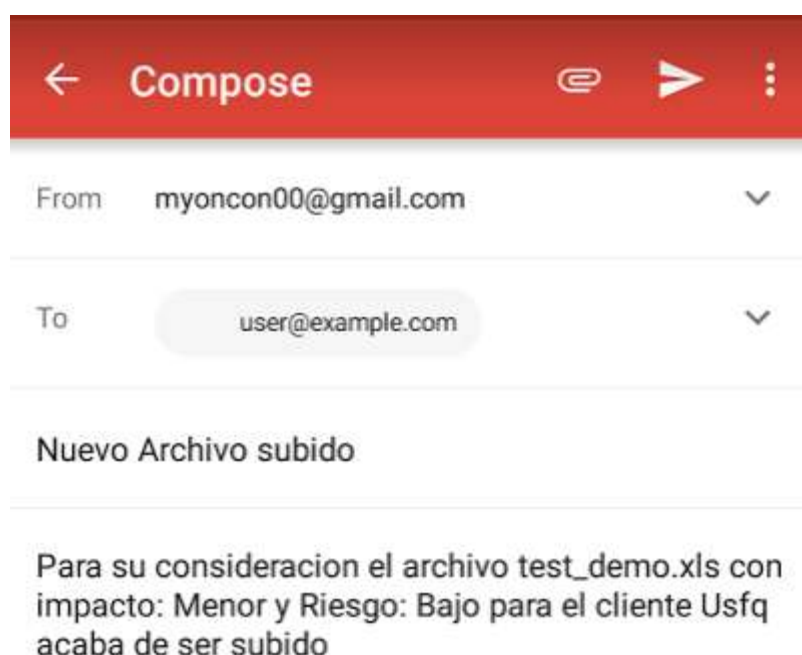 Compose
From myoncon00@gmail.com
To user@example.com
Nuevo Archivo subido
Para su consideracion el archivo test_demo.xls con
impacto: Menor y Riesgo: Bajo para el cliente Usfq
acaba de ser subido